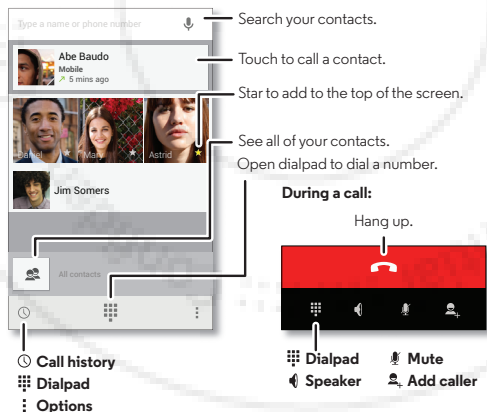 Type a name or phone number
Search your contacts.
Abe Baudo
Mobile
5 mins ago
Touch to call a contact.
Star to add to the top of the screen.
Daniel
Mary
Astrid
See all of your contacts.
Open dialpad to dial a number.
Jim Somers
During a call:
Hang up.
All contacts
Call history
Dialpad
Options
Dialpad
Mute
Speaker
Add caller